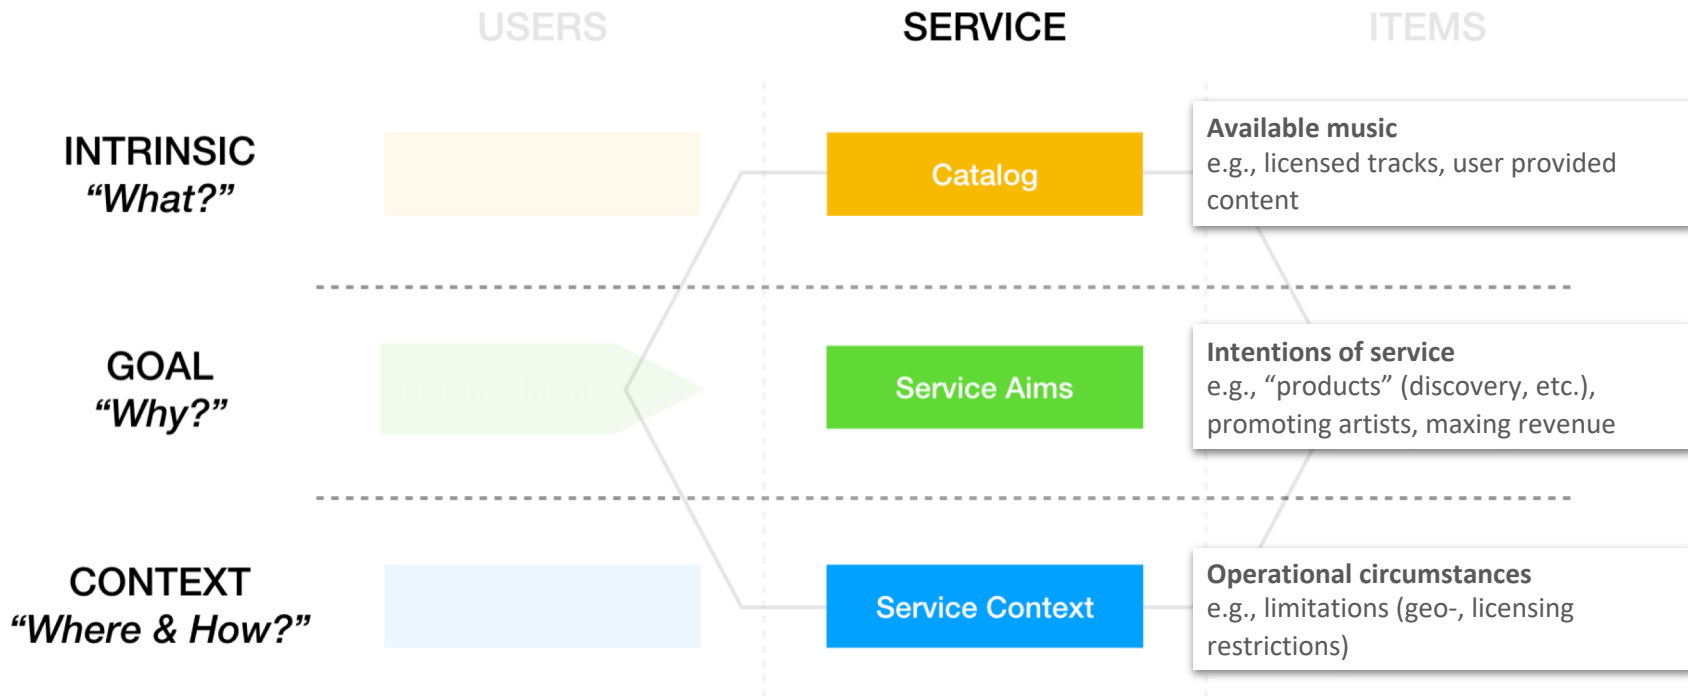 USERS
SERVICE
ITEMS
INTRINSIC
“What?”
Catalog
Available music
e.g., licensed tracks, user provided
content
GOAL
“Why?”
Service Aims
Intentions of service
e.g., “products” (discovery, etc.),
promoting artists, maxing revenue
CONTEXT
“Where & How?”
Service Context
Operational circumstances
e.g., limitations (geo-, licensing
restrictions)